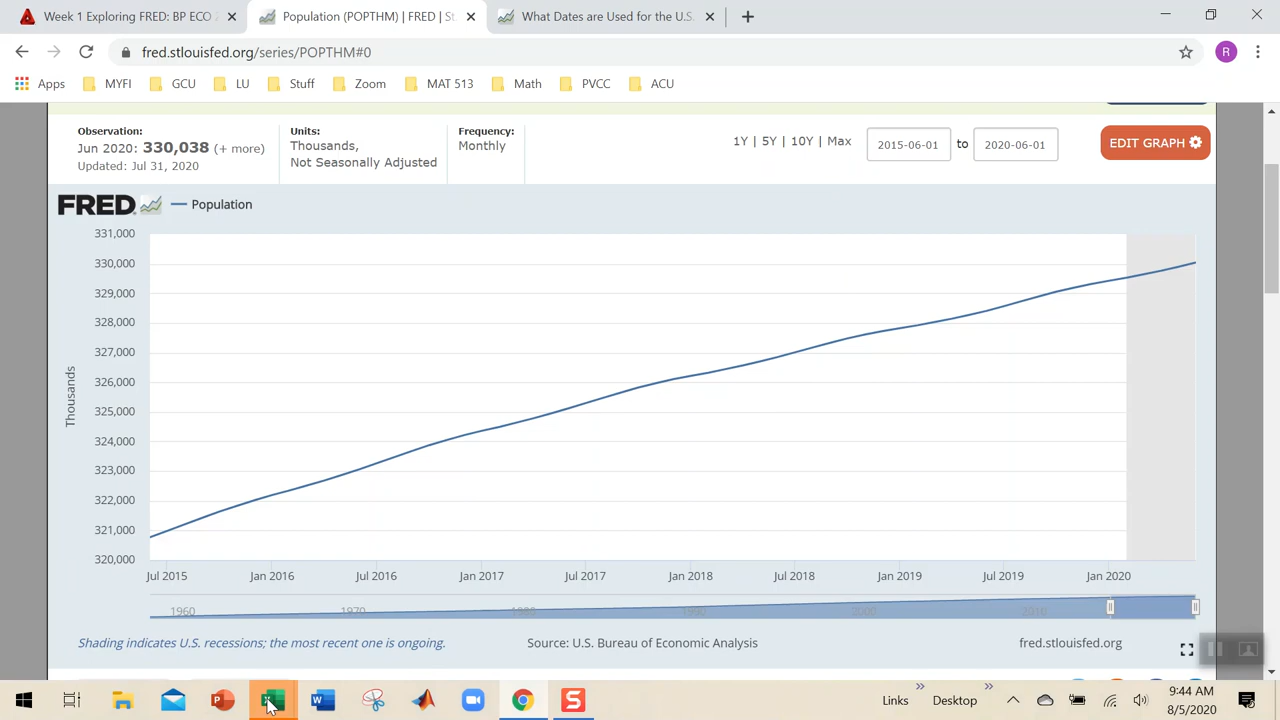 Week 1 Exploring FRED: BP ECO
Population (POPTHM) | FRED | St.
What Dates are Used for the U.S.
fred.stlouisfed.org/series/POPTHM#0
R
Apps MYFI GCU LU Stuff Zoom MAT 513 Math PVCC ACU
Observation:
Jun 2020: 330,038 (+ more)
Updated: Jul 31, 2020
Units:
Thousands,
Not Seasonally Adjusted
Frequency:
Monthly
1Y | 5Y | 10Y | Max
2015-06-01 to 2020-06-01
EDIT GRAPH
FRED Population
331,000
330,000
329,000
328,000
327,000
326,000
325,000
324,000
323,000
322,000
321,000
320,000
Thousands
Jul 2015 Jan 2016 Jul 2016 Jan 2017 Jul 2017 Jan 2018 Jul 2018 Jan 2019 Jul 2019 Jan 2020
1960 1970 1980 1990 2000 2010
Shading indicates U.S. recessions; the most recent one is ongoing.
Source: U.S. Bureau of Economic Analysis
fred.stlouisfed.org
Links » Desktop »
9:44 AM
8/5/2020